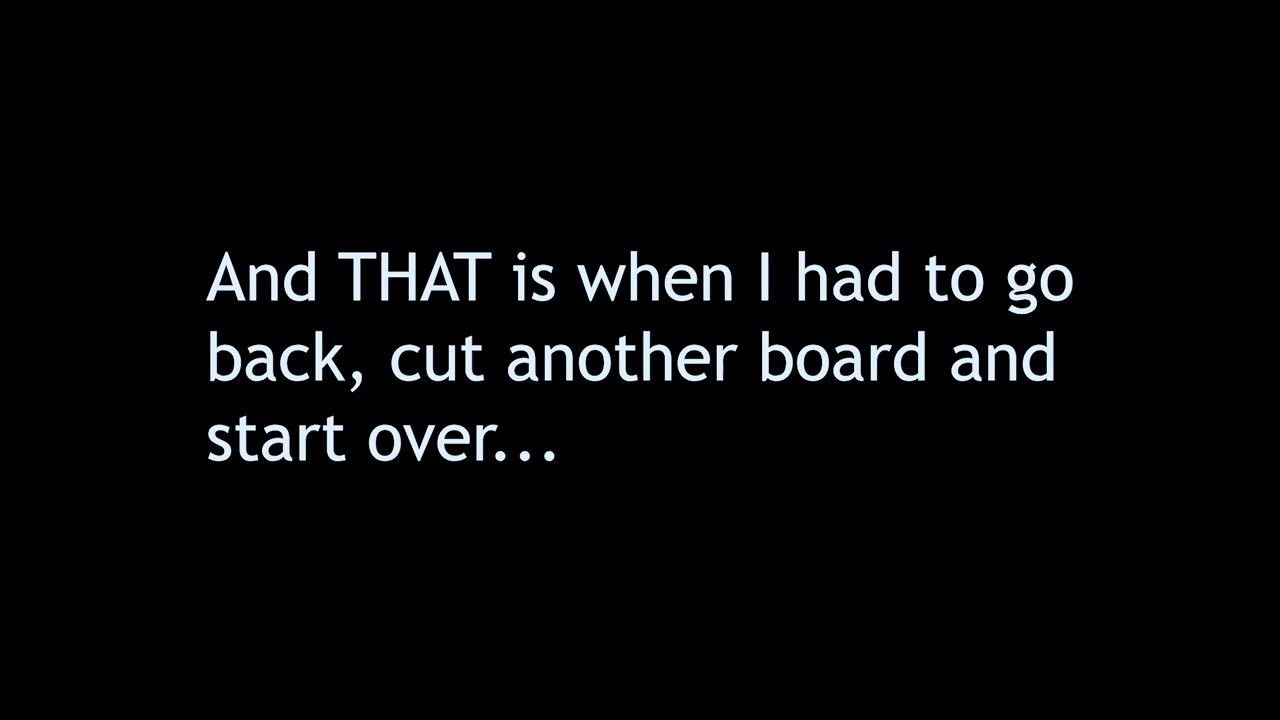 And THAT is when I had to go
back, cut another board and
start over...